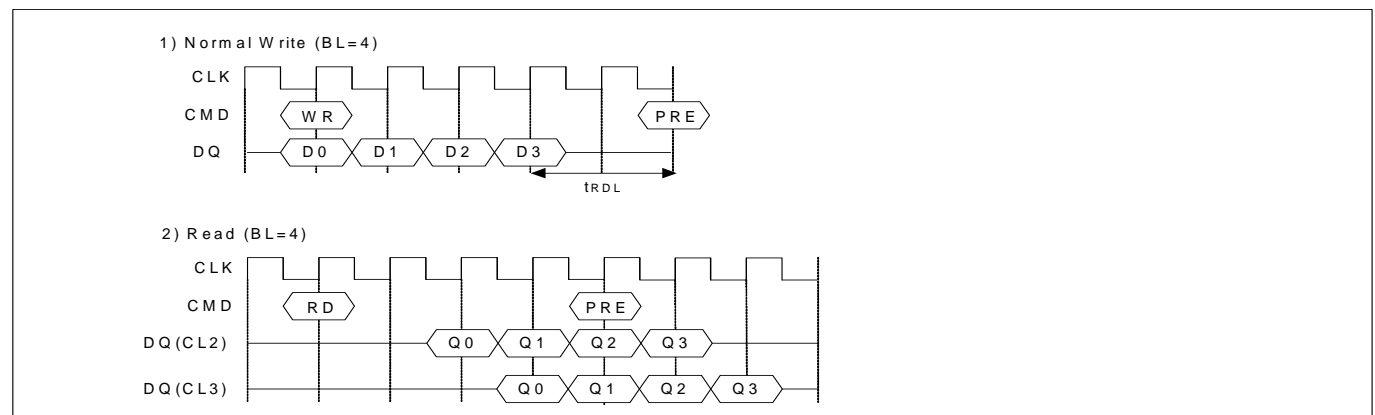 1) Normal Write (BL=4)
CLK
CMD WR PRE
DQ D0 D1 D2 D3
tRDL
2) Read (BL=4)
CLK
CMD RD PRE
DQ(CL2) Q0 Q1 Q2 Q3
DQ(CL3) Q0 Q1 Q2 Q3